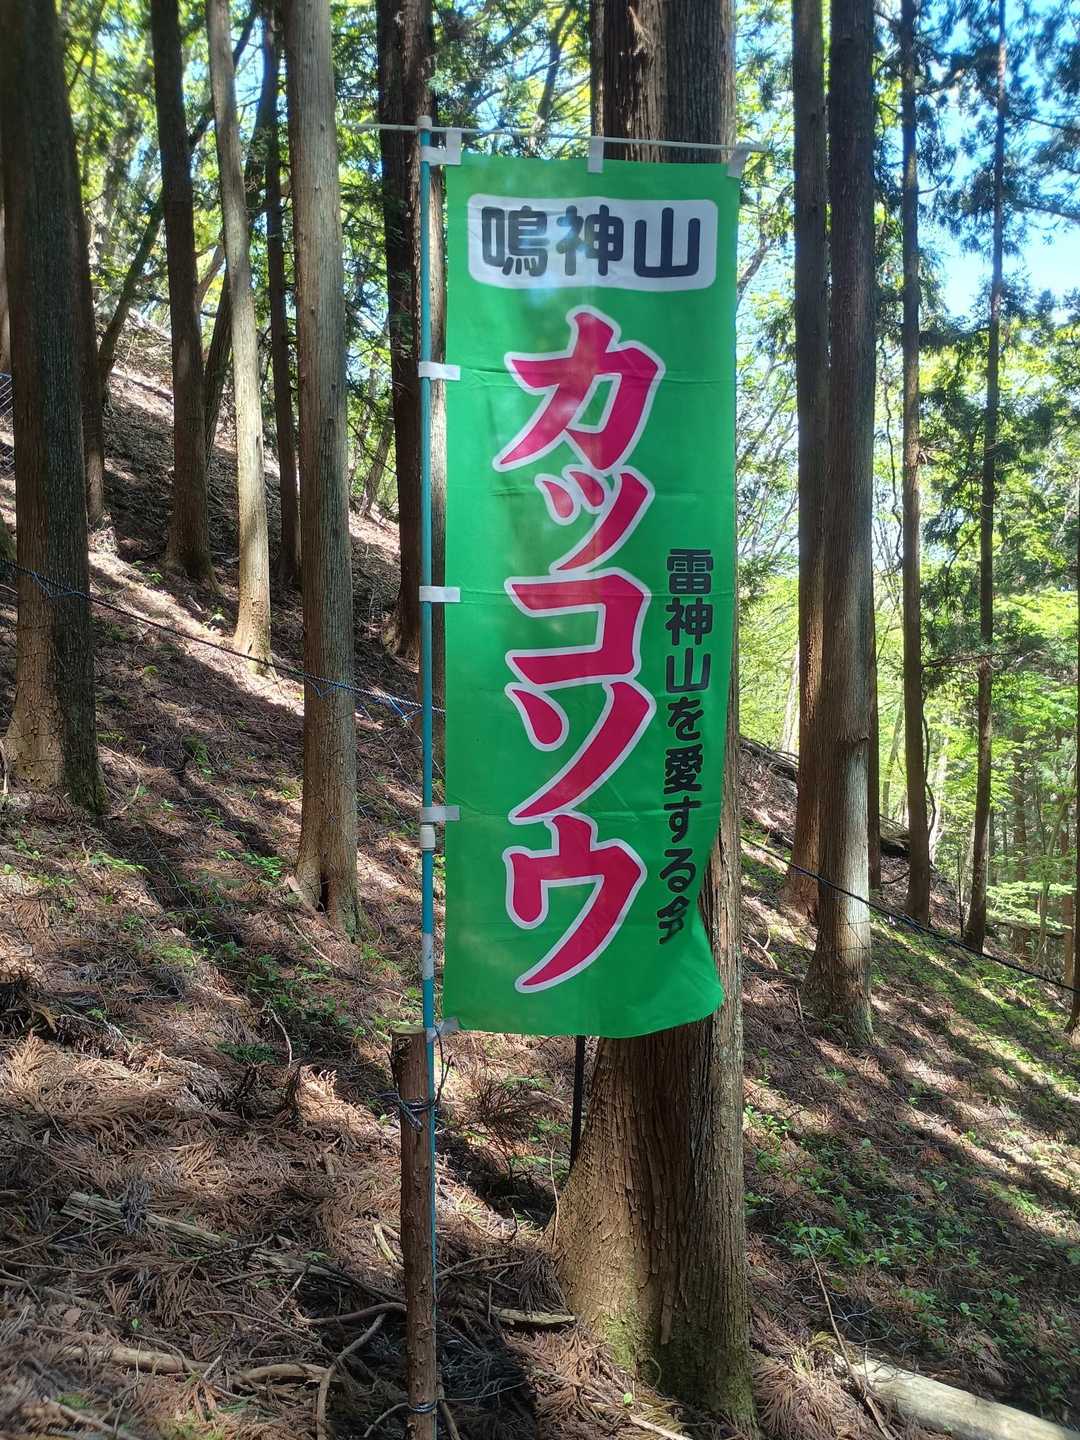 鳴神山
カッコソウ
雷神山を愛する会